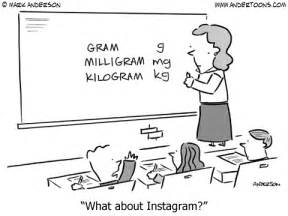 © MARK ANDERSON WWW.ANDERTOONS.COM
GRAM g
MILLIGRAM mg
KILOGRAM kg
ANDERSON
"What about Instagram?"